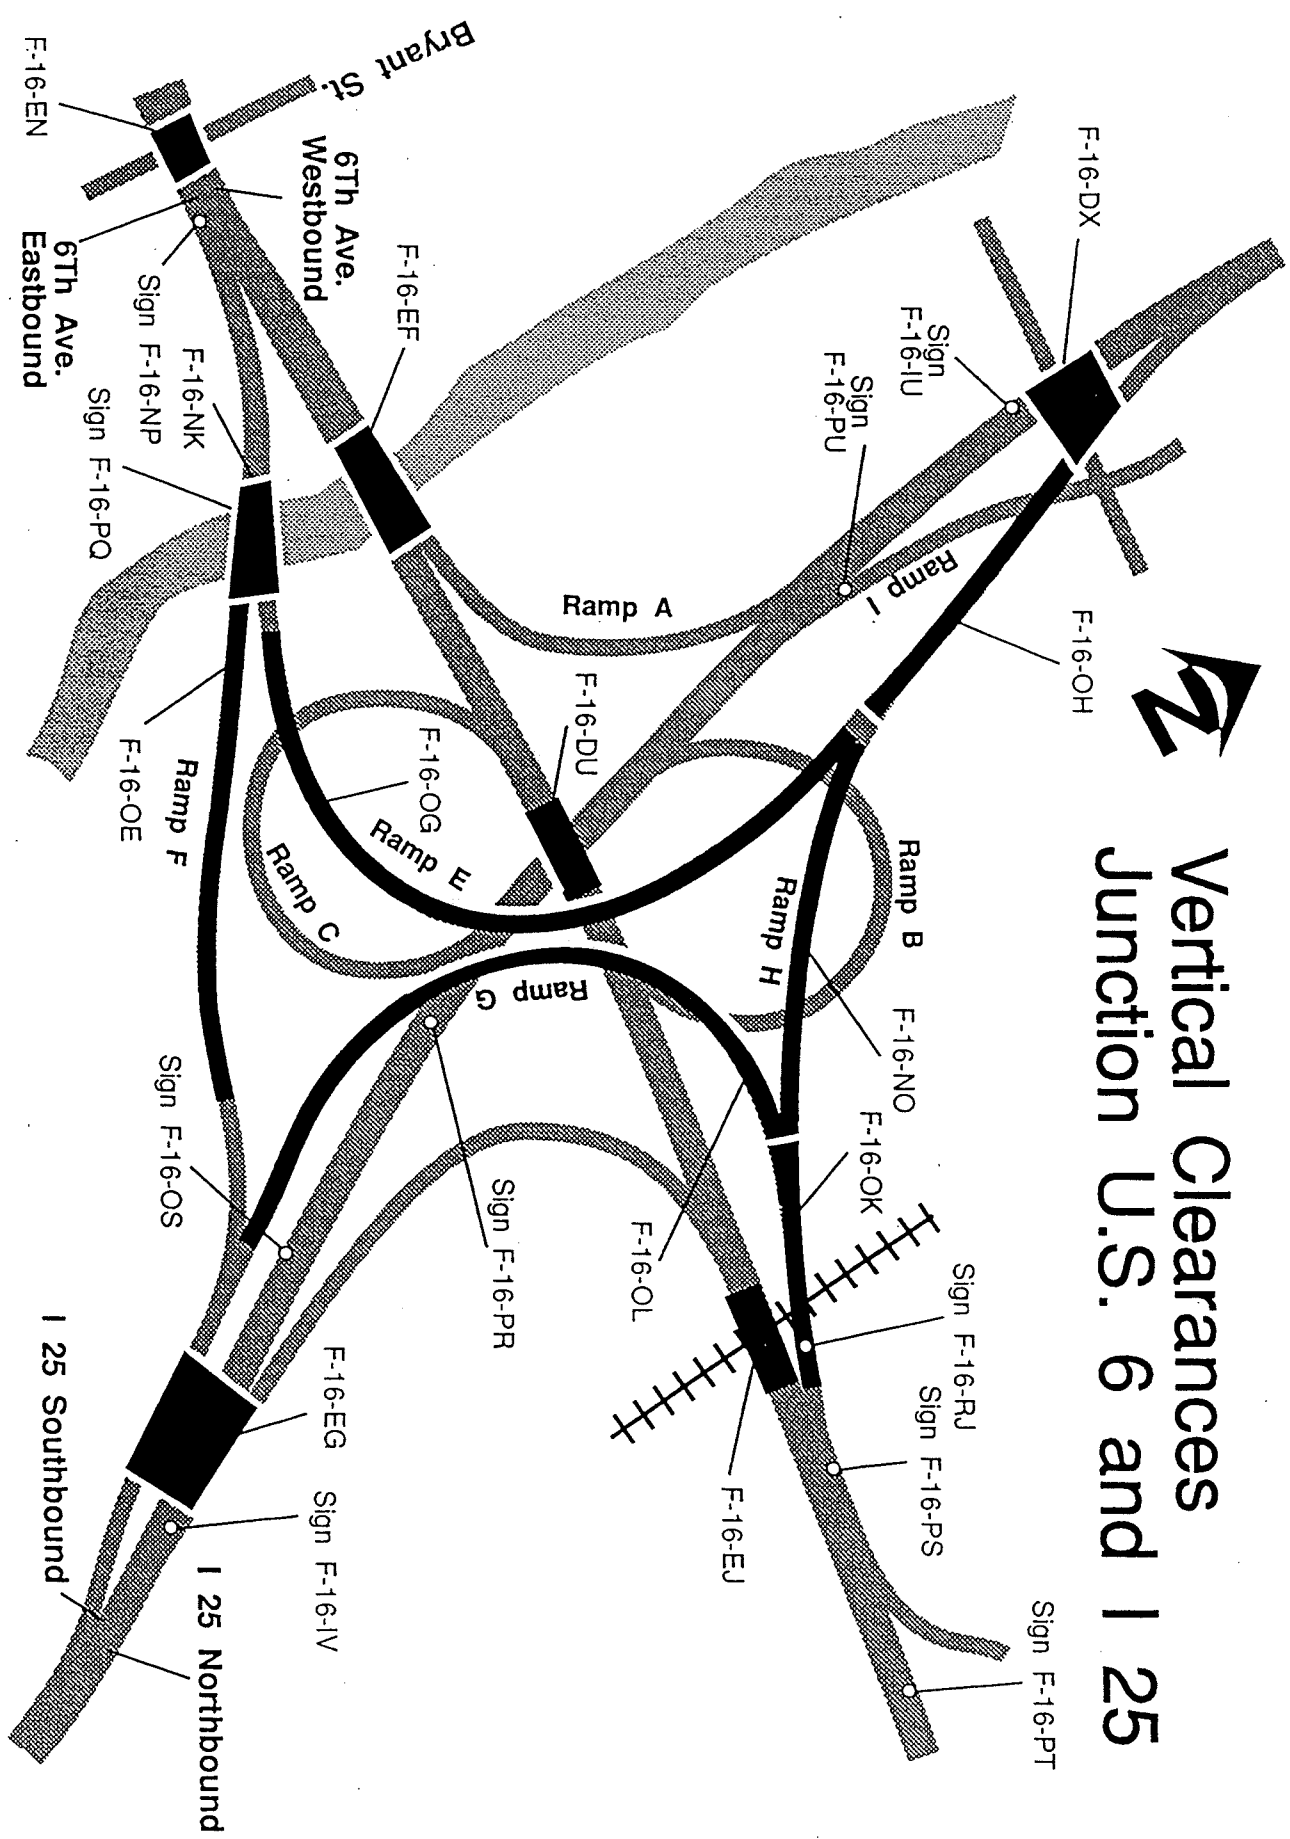 Vertical Clearances
Junction U.S. 6 and I 25
N
F-16-DX
Sign
F-16-IU
Sign
F-16-PU
Ramp I
F-16-OH
Bryant St.
F-16-EN
6Th Ave.
Westbound
6Th Ave.
Eastbound
F-16-EF
Sign F-16-NP
F-16-NK
Sign F-16-PQ
Ramp A
F-16-DU
F-16-OG
Ramp E
Ramp C
F-16-OE
Ramp F
Ramp B
Ramp H
Ramp G
F-16-NO
F-16-OK
Sign F-16-OS
Sign F-16-PR
F-16-OL
Sign F-16-RJ
Sign F-16-PS
F-16-EJ
Sign F-16-PT
F-16-EG
Sign F-16-IV
I 25 Southbound
I 25 Northbound